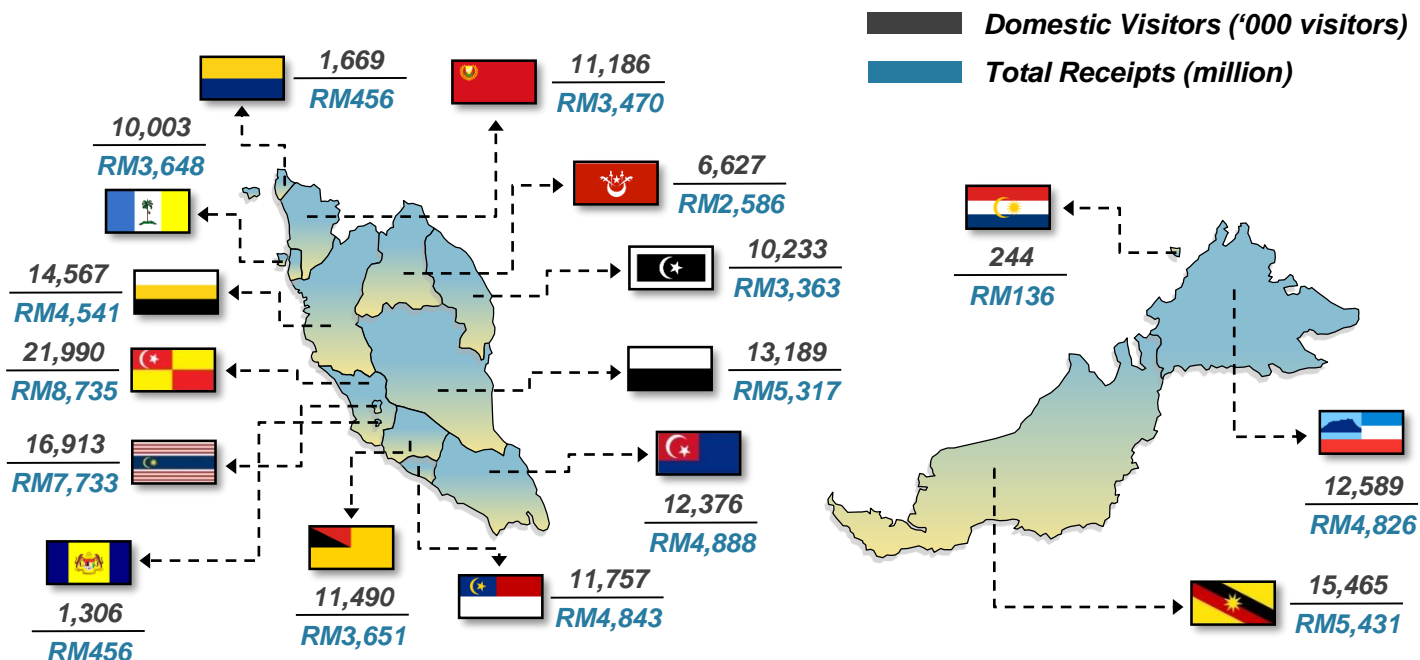 Domestic Visitors (‘000 visitors)
Total Receipts (million)
1,669
RM456
11,186
RM3,470
10,003
RM3,648
6,627
RM2,586
14,567
RM4,541
10,233
RM3,363
21,990
RM8,735
13,189
RM5,317
16,913
RM7,733
12,376
RM4,888
1,306
RM456
11,490
RM3,651
11,757
RM4,843
244
RM136
12,589
RM4,826
15,465
RM5,431